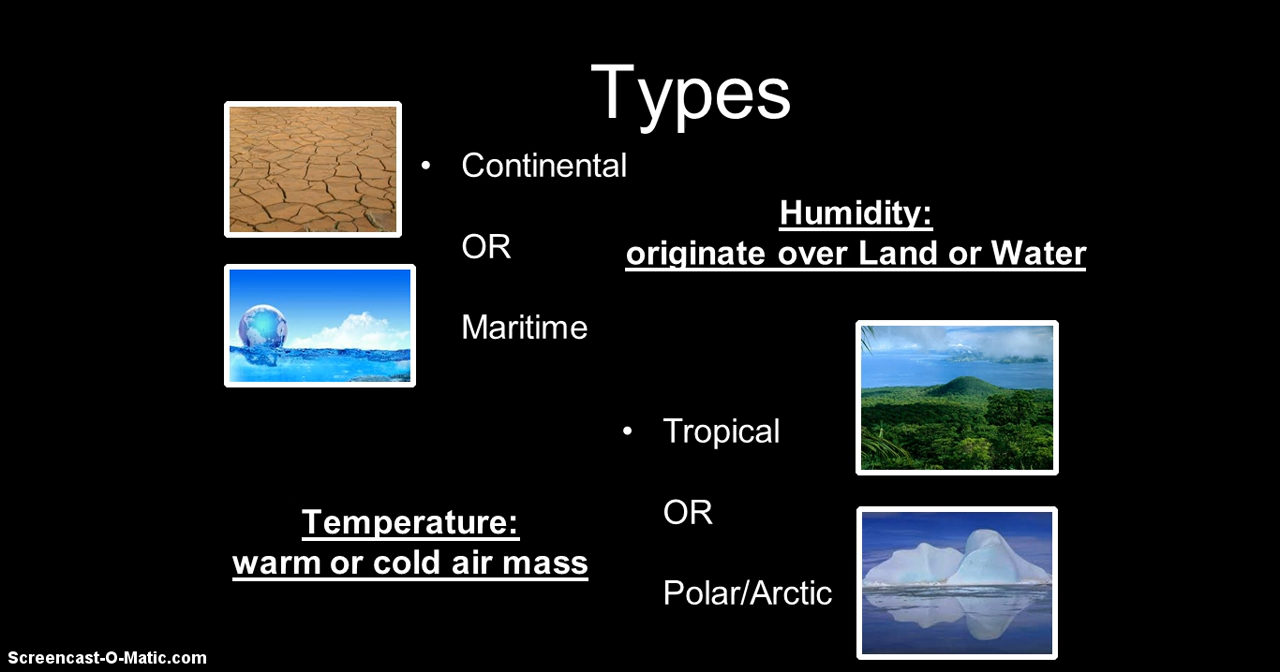 Types
• Continental
OR
Maritime
Humidity:
originate over Land or Water
• Tropical
OR
Polar/Arctic
Temperature:
warm or cold air mass
Screencast-O-Matic.com